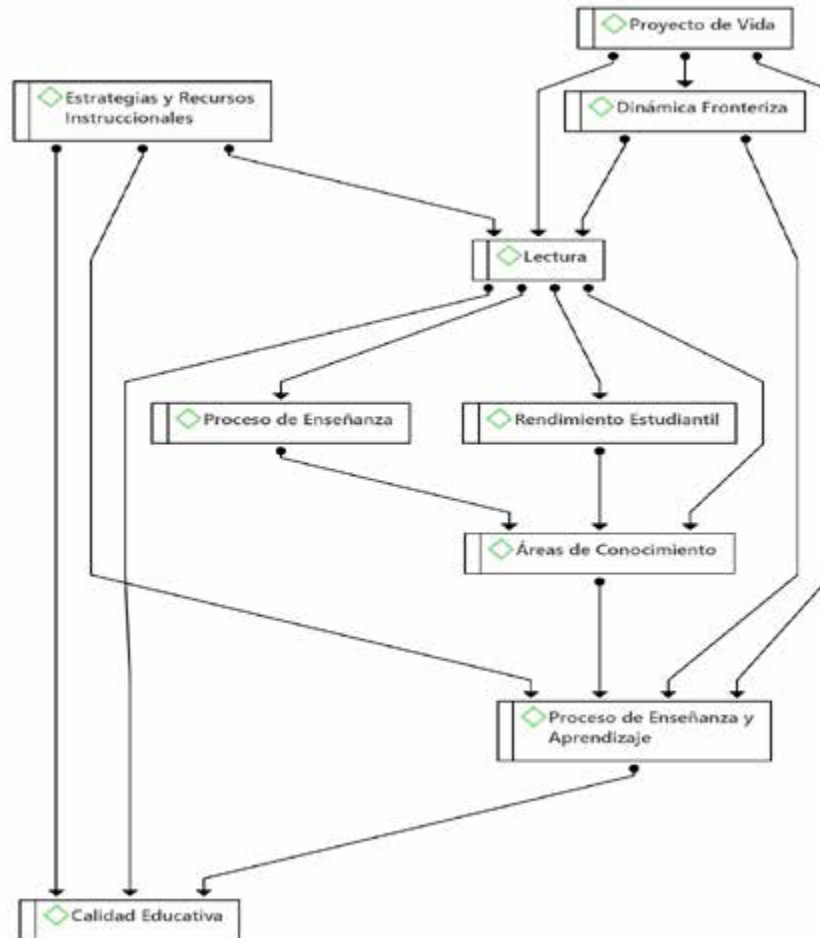 Proyecto de Vida
Estrategias y Recursos
Instruccionales
Dinámica Fronteriza
Lectura
Proceso de Enseñanza
Rendimiento Estudiantil
Áreas de Conocimiento
Proceso de Enseñanza y
Aprendizaje
Calidad Educativa